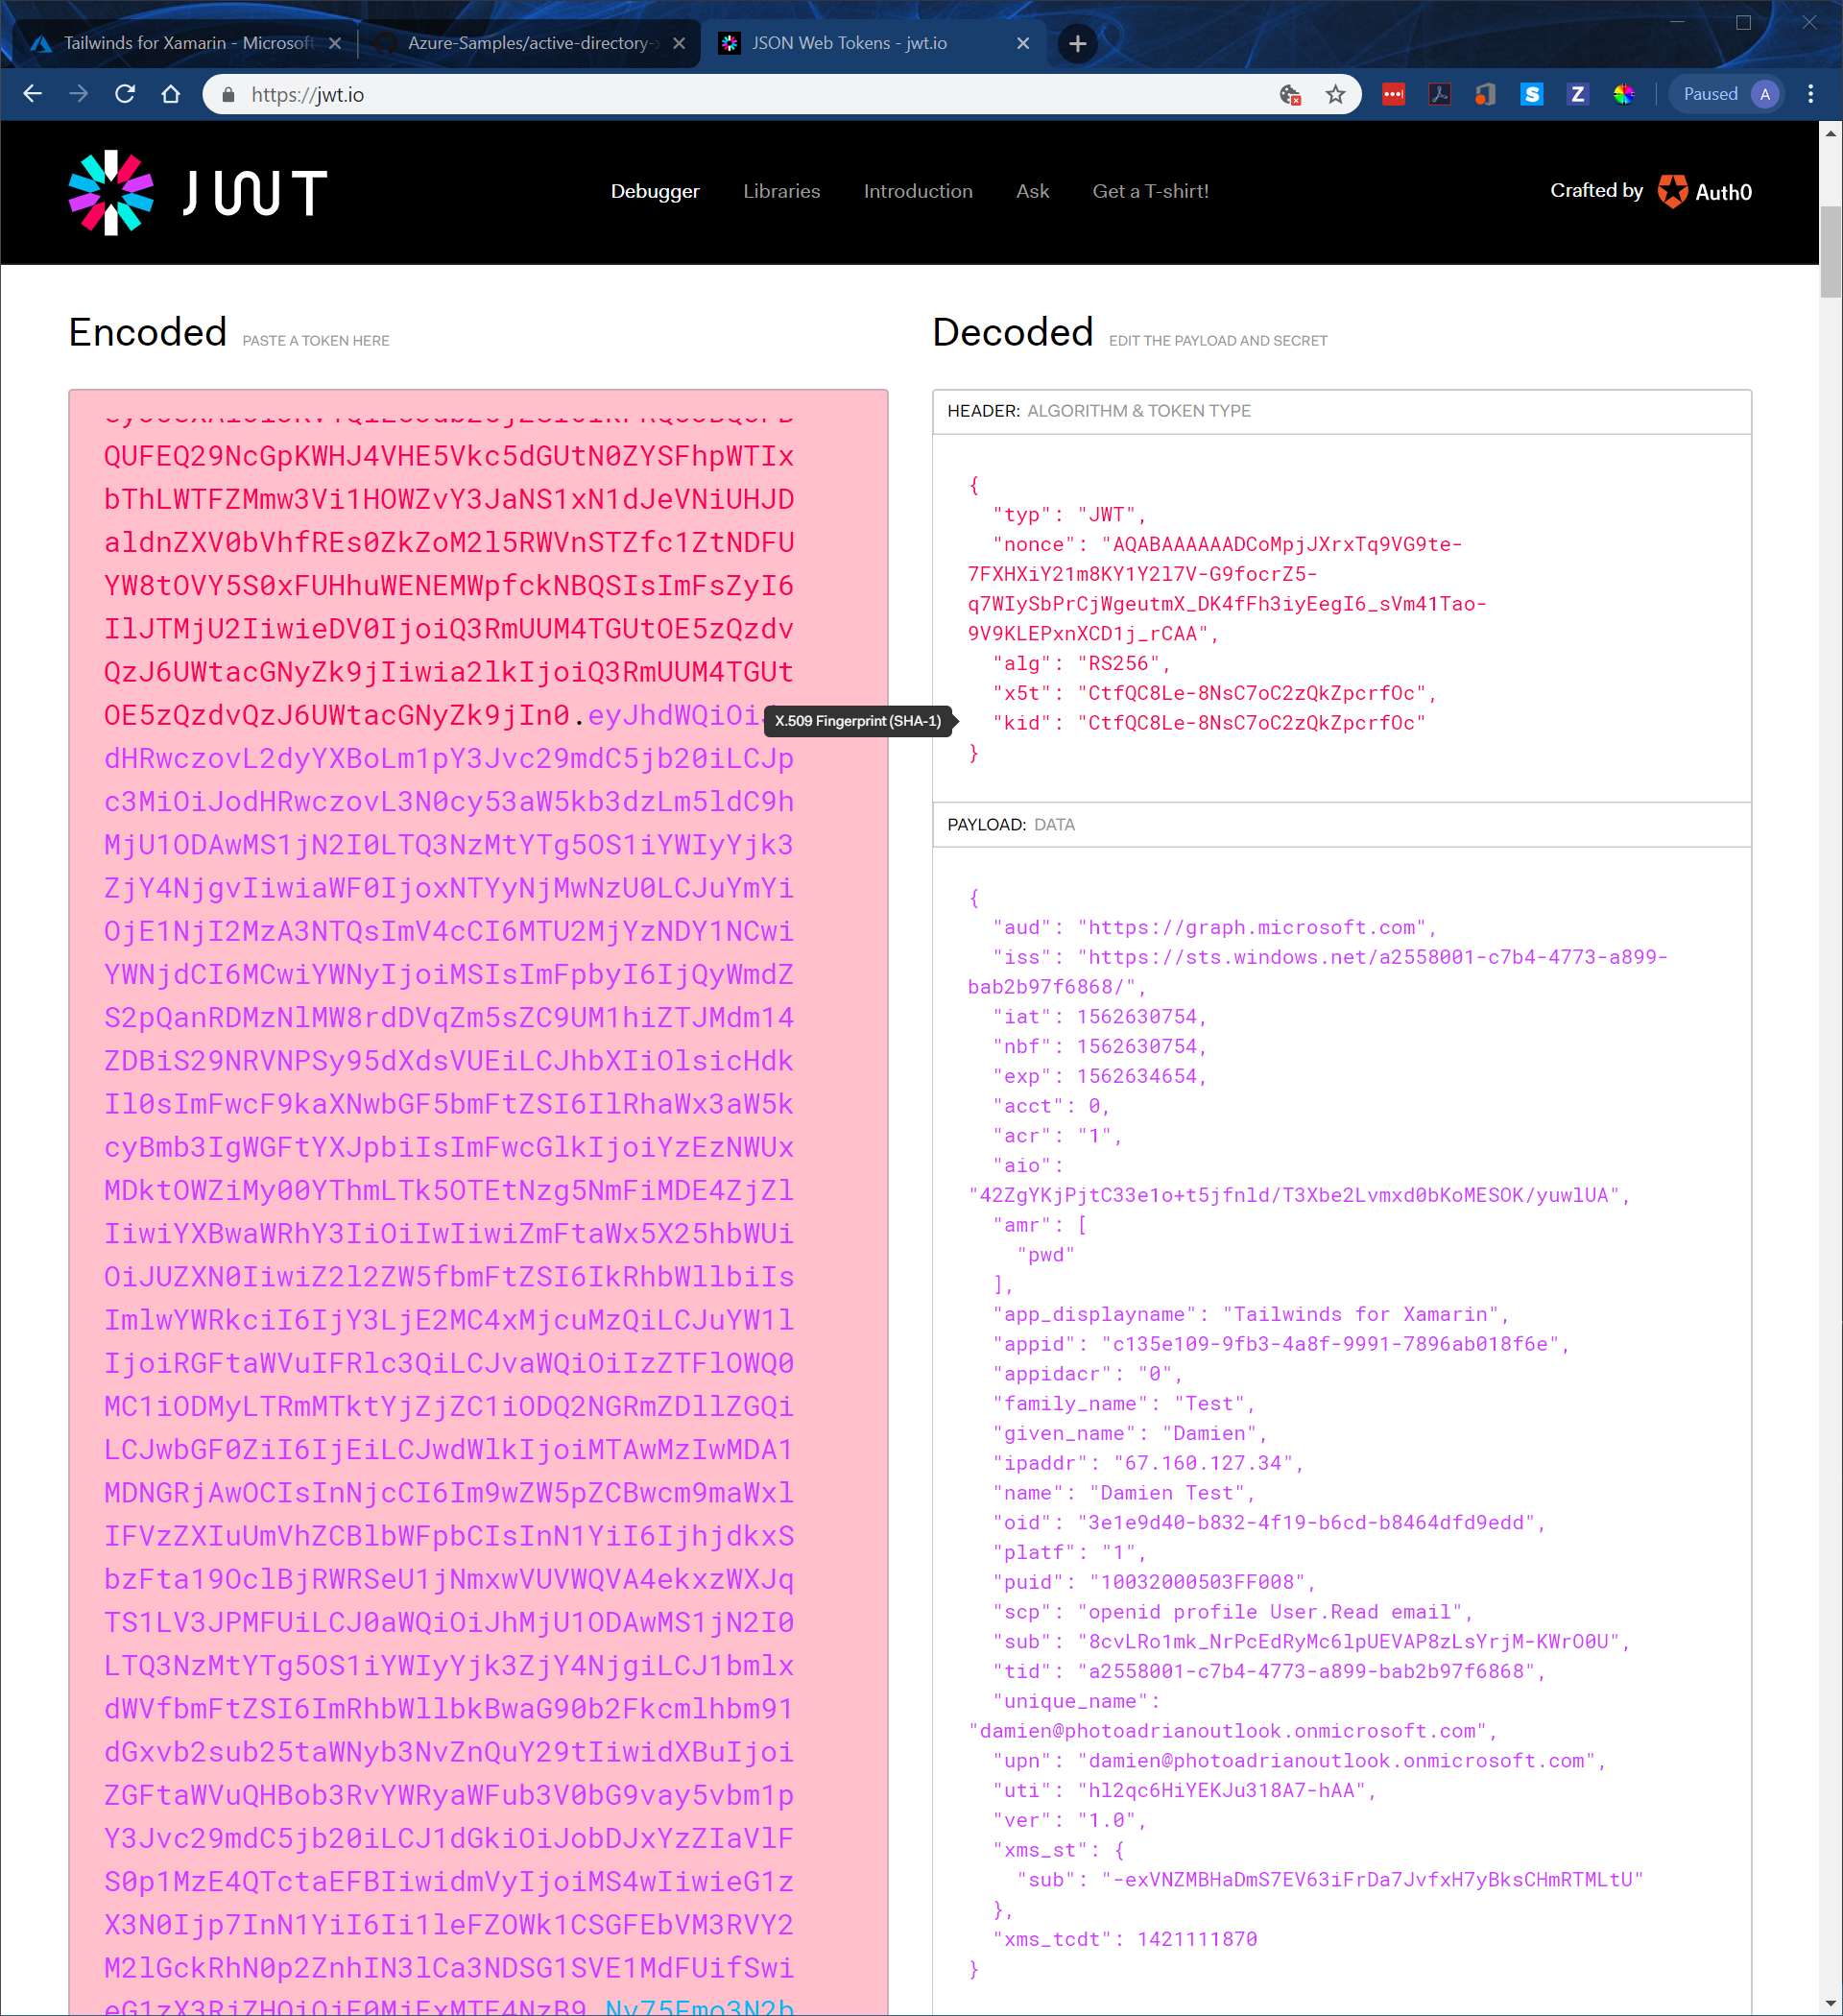 Tailwinds for Xamarin - Microsoft
Azure-Samples/active-directory-x
JSON Web Tokens - jwt.io
https://jwt.io
Paused
A
JWT
Debugger
Libraries
Introduction
Ask
Get a T-shirt!
Crafted by
Auth0
Encoded
PASTE A TOKEN HERE
QUFEQ29NcGpKWHJ4VHE5Vkc5dGUtN0ZYSFhpWTIx
bThLWTFZMmw3Vi1HOWZvY3JaNS1xN1dJeVNiUHJD
aldnZXV0bVhfREs0ZkZoM2l5RWVnSTZfc1ZtNDFU
YW8tOVY5S0xFUHhuWENEMWpfckNBQSIsImFsZyI6
IlJTMjU2IiwieDV0IjoiQ3RmUUM4TGUtOE5zQzdv
QzJ6UWtacGNyZk9jIiwia2lkIjoiQ3RmUUM4TGUt
OE5zQzdvQzJ6UWtacGNyZk9jIn0.eyJhdWQiOi
dHRwczovL2dyYXBoLm1pY3Jvc29mdC5jb20iLCJp
c3MiOiJodHRwczovL3N0cy53aW5kb3dzLm5ldC9h
MjU1ODAwMS1jN2I0LTQ3NzMtYTg5OS1iYWIyYjk3
ZjY4NjgvIiwiaWF0IjoxNTYyNjMwNzU0LCJuYmYi
OjE1NjI2MzA3NTQsImV4cCI6MTU2MjYzNDY1NCwi
YWNjdCI6MCwiYWNyIjoiMSIsImFpbyI6IjQyWmdZ
S2pQanRDMzNlMW8rdDVqZm5sZC9UM1hiZTJMdm14
ZDBiS29NRVNPSy95dXdsVUEiLCJhbXIiOlsicHdk
Il0sImFwcF9kaXNwbGF5bmFtZSI6IlRhaWx3aW5k
cyBmb3IgWGFtYXJpbiIsImFwcGlkIjoiYzEzNWUx
MDktOWZiMy00YThmLTk5OTEtNzg5NmFiMDE4ZjZl
IiwiYXBwaWRhY3IiOiIwIiwiZmFtaWx5X25hbWUi
OiJUZXN0IiwiZ2l2ZW5fbmFtZSI6IkRhbWllbiIs
ImlwYWRkciI6IjY3LjE2MC4xMjcuMzQiLCJuYW1l
IjoiRGFtaWVuIFRlc3QiLCJvaWQiOiIzZTFlOWQ0
MC1iODMyLTRmMTktYjZjZC1iODQ2NGRmZDllZGQi
LCJwbGF0ZiI6IjEiLCJwdWlkIjoiMTAwMzIwMDA1
MDNGRjAwOCIsInNjcCI6Im9wZW5pZCBwcm9maWxl
IFVzZXIuUmVhZCBlbWFpbCIsInN1YiI6IjhjdkxS
bzFta19OclBjRWRSeU1jNmxwVUVWQVA4ekxzWXJq
TS1LV3JPMFUiLCJ0aWQiOiJhMjU1ODAwMS1jN2I0
LTQ3NzMtYTg5OS1iYWIyYjk3ZjY4NjgiLCJ1bmlx
dWVfbmFtZSI6ImRhbWllbkBwaG90b2Fkcmlhbm91
dGxvb2sub25taWNyb3NvZnQuY29tIiwidXBuIjoi
ZGFtaWVuQHBob3RvYWRyaWFub3V0bG9vay5vbm1p
Y3Jvc29mdC5jb20iLCJ1dGkiOiJobDJxYzZIaVlF
S0p1MzE4QTctaEFBIiwidmVyIjoiMS4wIiwieG1z
X3N0Ijp7InN1YiI6Ii1leFZOWk1CSGFEbVM3RVY2
M2lGckRhN0p2ZnhIN3lCa3NDSG1SVE1MdFUifSwi
Decoded
EDIT THE PAYLOAD AND SECRET
HEADER: ALGORITHM & TOKEN TYPE
{
"typ": "JWT",
"nonce": "AQABAAAAAADCoMpjJXrxTq9VG9te-
7FXHXiY21m8KY1Y2l7V-G9focrZ5-
q7WIySbPrCjWgeutmX_DK4fFh3iyEegI6_sVm41Tao-
9V9KLEPxnXCD1j_rCAA",
"alg": "RS256",
"x5t": "CtfQC8Le-8NsC7oC2zQkZpcrfOc",
"kid": "CtfQC8Le-8NsC7oC2zQkZpcrfOc"
}
X.509 Fingerprint (SHA-1)
PAYLOAD: DATA
{
"aud": "https://graph.microsoft.com",
"iss": "https://sts.windows.net/a2558001-c7b4-4773-a899-
bab2b97f6868/",
"iat": 1562630754,
"nbf": 1562630754,
"exp": 1562634654,
"acct": 0,
"acr": "1",
"aio":
"42ZgYKjPjtC33e1o+t5jfnld/T3Xbe2Lvmxd0bKoMESOK/yuwlUA",
"amr": [
"pwd"
],
"app_displayname": "Tailwinds for Xamarin",
"appid": "c135e109-9fb3-4a8f-9991-7896ab018f6e",
"appidacr": "0",
"family_name": "Test",
"given_name": "Damien",
"ipaddr": "67.160.127.34",
"name": "Damien Test",
"oid": "3e1e9d40-b832-4f19-b6cd-b8464dfd9edd",
"platf": "1",
"puid": "10032000503FF008",
"scp": "openid profile User.Read email",
"sub": "8cvLRo1mk_NrPcEdRyMc6lpUEVAP8zLsYrjM-KWrO0U",
"tid": "a2558001-c7b4-4773-a899-bab2b97f6868",
"unique_name":
"damien@photoadrianoutlook.onmicrosoft.com",
"upn": "damien@photoadrianoutlook.onmicrosoft.com",
"uti": "hl2qc6HiYEKJu318A7-hAA",
"ver": "1.0",
"xms_st": {
"sub": "-exVNZMBHaDmS7EV63iFrDa7JvfxH7yBksCHmRTMLtU"
},
"xms_tcdt": 1421111870
}